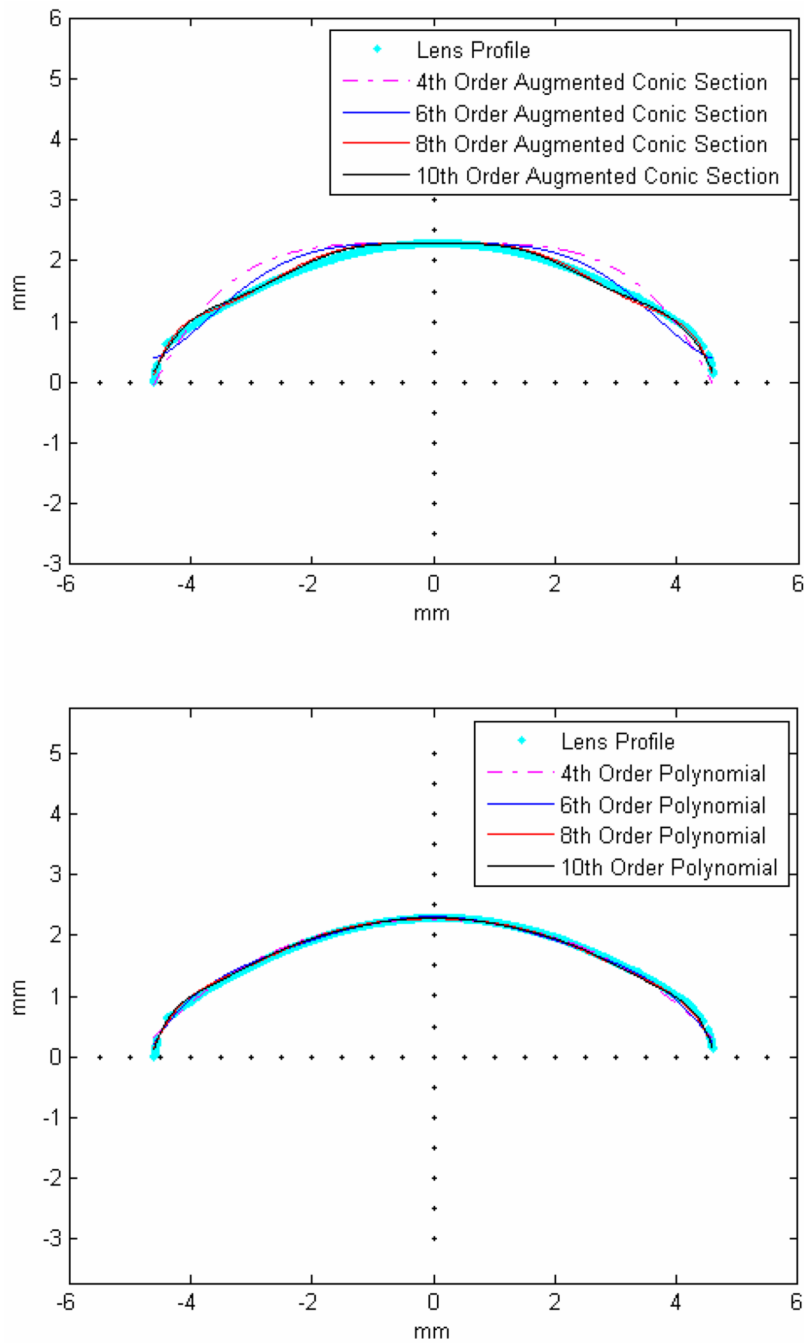 6
5
4
3
2
1
0
-1
-2
-3
mm
Lens Profile
4th Order Augmented Conic Section
6th Order Augmented Conic Section
8th Order Augmented Conic Section
10th Order Augmented Conic Section
-6 -4 -2 0 2 4 6
mm
5
4
3
2
1
0
-1
-2
-3
mm
Lens Profile
4th Order Polynomial
6th Order Polynomial
8th Order Polynomial
10th Order Polynomial
-6 -4 -2 0 2 4 6
mm